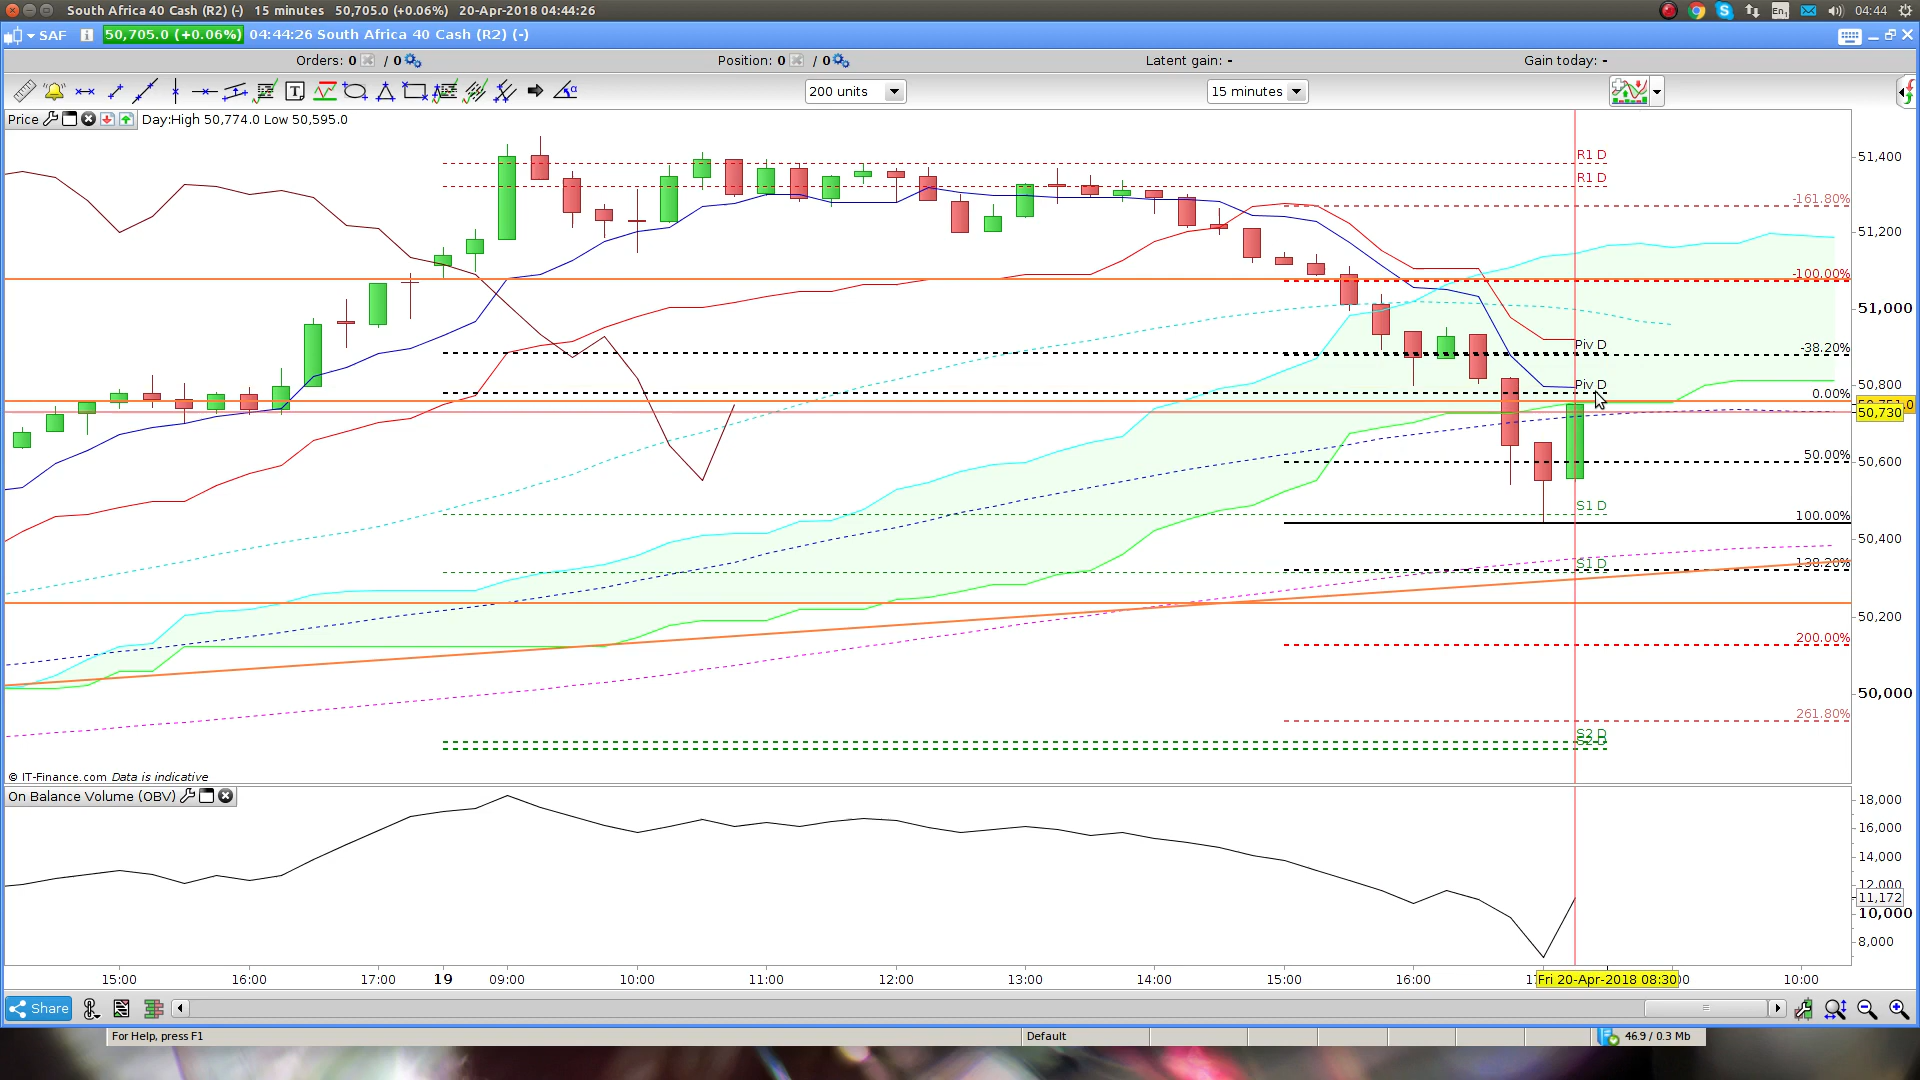 South Africa 40 Cash (R2) (-) 15 minutes 50,705.0 (+0.06%) 20-Apr-2018 04:44:26
En1 04:44
SAF 50,705.0 (+0.06%) 04:44:26 South Africa 40 Cash (R2) (-)
Orders: 0 / 0 Position: 0 / 0 Latent gain: - Gain today: -
200 units 15 minutes
Price Day:High 50,774.0 Low 50,595.0
R1 D
51,400
R1 D
-161.80%
51,200
-100.00%
51,000
Piv D
-38.20%
Piv D
50,800
0.00%
50,730
50.00%
50,600
S1 D
100.00%
50,400
S1 D
138.20%
50,200
200.00%
50,000
261.80%
S2 D
S2 D
© IT-Finance.com Data is indicative
On Balance Volume (OBV)
18,000
16,000
14,000
12,000
11,172
10,000
8,000
15:00 16:00 17:00 19 09:00 10:00 11:00 12:00 13:00 14:00 15:00 16:00 Fri 20-Apr-2018 08:30 10:00
Share
For Help, press F1 Default 46.9 / 0.3 Mb